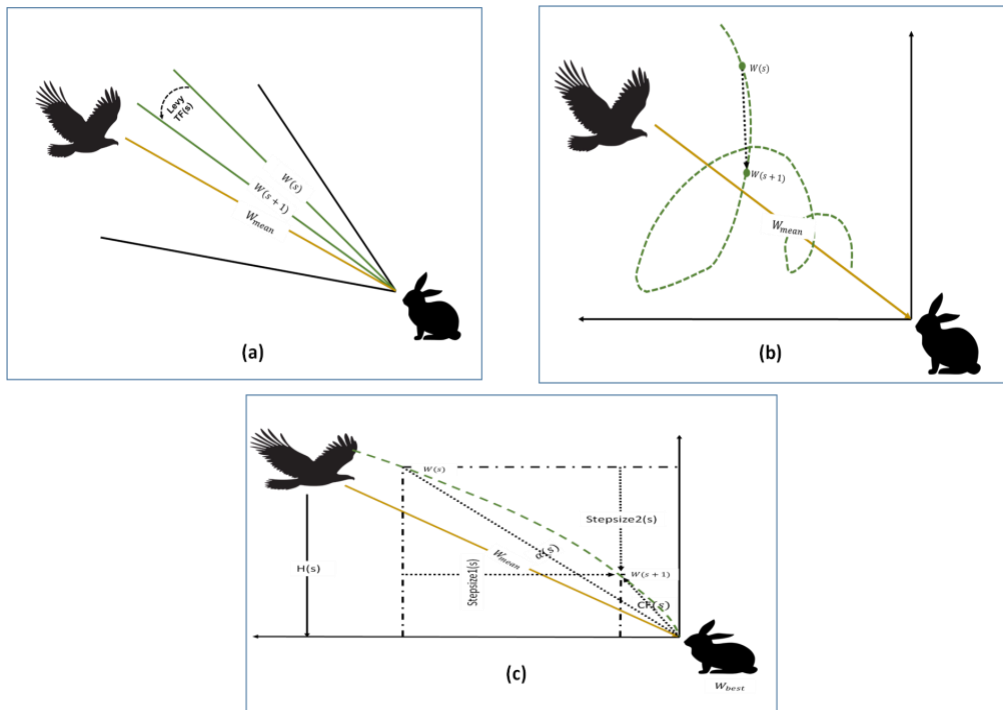 Levy
TF(s)
W(s)
W(s+1)
W_mean
(a)
W(s)
W(s+1)
W_mean
(b)
W(s)
Stepsize2(s)
H(s)
W_mean
Stepsize1(s)
W(s+1)
CF(s)
(c)
W_best